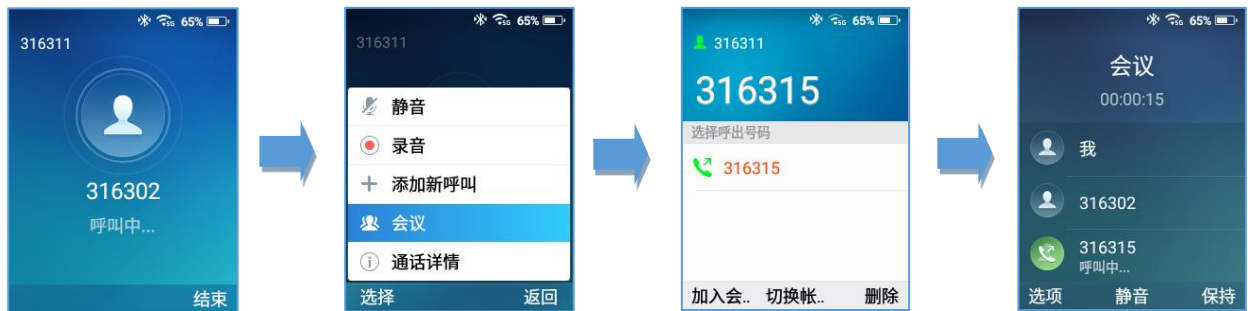 65%
316311
316302
呼叫中...
结束
65%
316311
静音
录音
添加新呼叫
会议
通话详情
选择 返回
65%
316311
316315
选择呼出号码
316315
加入会.. 切换帐.. 删除
65%
会议
00:00:15
我
316302
316315
呼叫中...
选项 静音 保持